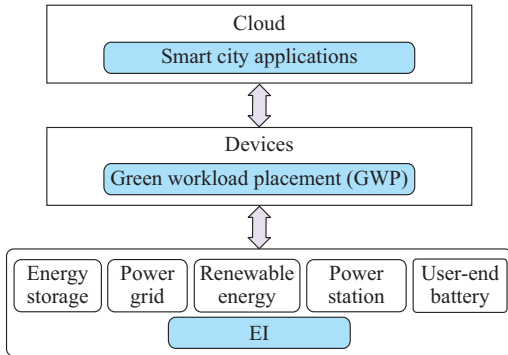 Cloud
Smart city applications
Devices
Green workload placement (GWP)
Energy
storage
Power
grid
Renewable
energy
Power
station
User-end
battery
EI